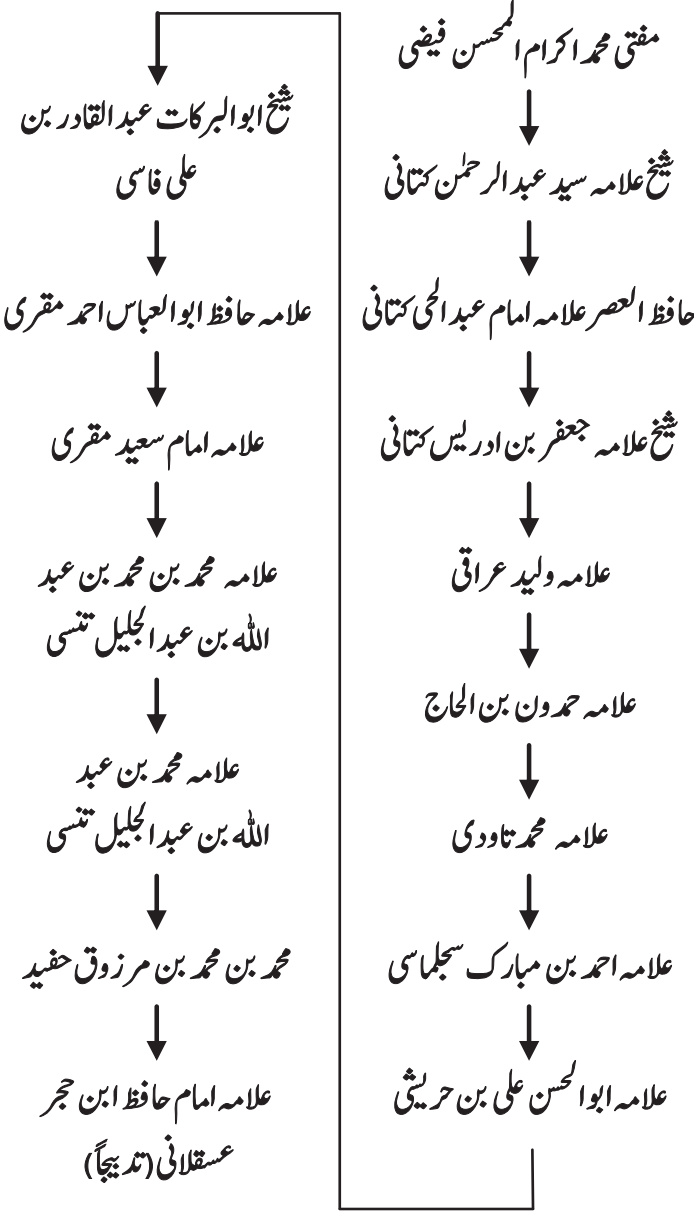 مفتی محمد اکرام المحسن فیضی
شیخ علامہ سید عبد الرحمٰن کتانی
حافظ العصر علامہ امام عبد الحی کتانی
شیخ علامہ جعفر بن ادریس کتانی
علامہ ولید عراقی
علامہ حمدون بن الحاج
علامہ محمد تاودی
علامہ احمد بن مبارک سجلماسی
علامہ ابو الحسن علی بن حریشی
شیخ ابو البرکات عبد القادر بن
علی فاسی
علامہ حافظ ابو العباس احمد مقری
علامہ امام سعید مقری
علامہ محمد بن محمد بن عبد
اللہ بن عبد الجلیل تنسی
علامہ محمد بن عبد
اللہ بن عبد الجلیل تنسی
محمد بن محمد بن مرزوق حفید
علامہ امام حافظ ابن حجر
عسقلانی (تدبیجاً)